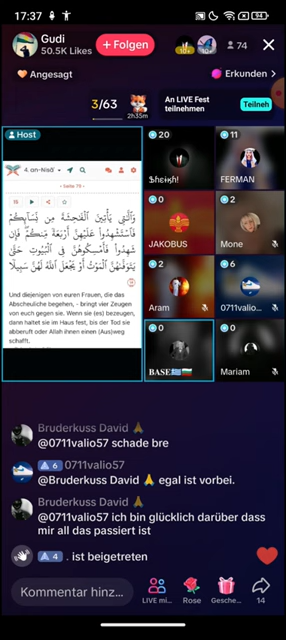 17:37
94
Gudi
50.5K Likes
+ Folgen
10+
10+
74
Angesagt
Erkunden >
3/63
2h35m
An LIVE Fest
teilnehmen
Teilneh
Host
4. an-Nisā'
- Seite 79 -
15
وَٱلَّـٰتِى يَأْتِينَ ٱلْفَـٰحِشَةَ مِن نِّسَآئِكُمْ
فَٱسْتَشْهِدُوا۟ عَلَيْهِنَّ أَرْبَعَةً مِّنكُمْ فَإِن
شَهِدُوا۟ فَأَمْسِكُوهُنَّ فِى ٱلْبُيُوتِ حَتَّىٰ
يَتَوَفَّىٰهُنَّ ٱلْمَوْتُ أَوْ يَجْعَلَ ٱللَّهُ لَهُنَّ سَبِيلًا
Und diejenigen von euren Frauen, die das
Abscheuliche begehen, - bringt vier Zeugen
von euch gegen sie. Wenn sie (es) bezeugen,
dann haltet sie im Haus fest, bis der Tod sie
abberuft oder Allah ihnen einen (Aus)weg
schafft.
20
11
FERMAN
0
JAKOBUS
2
Mone
2
Aram
6
0711valio...
0
BASE🇬🇷🇧🇬
0
Mariam
Bruderkuss David 🙏
@0711valio57 schade bre
6 0711valio57
@Bruderkuss David 🙏 egal ist vorbei.
Bruderkuss David 🙏
@0711valio57 ich bin glücklich darüber dass
mir all das passiert ist
4 . ist beigetreten
Kommentar hinz...
LIVE mi...
Rose
Gesche...
14